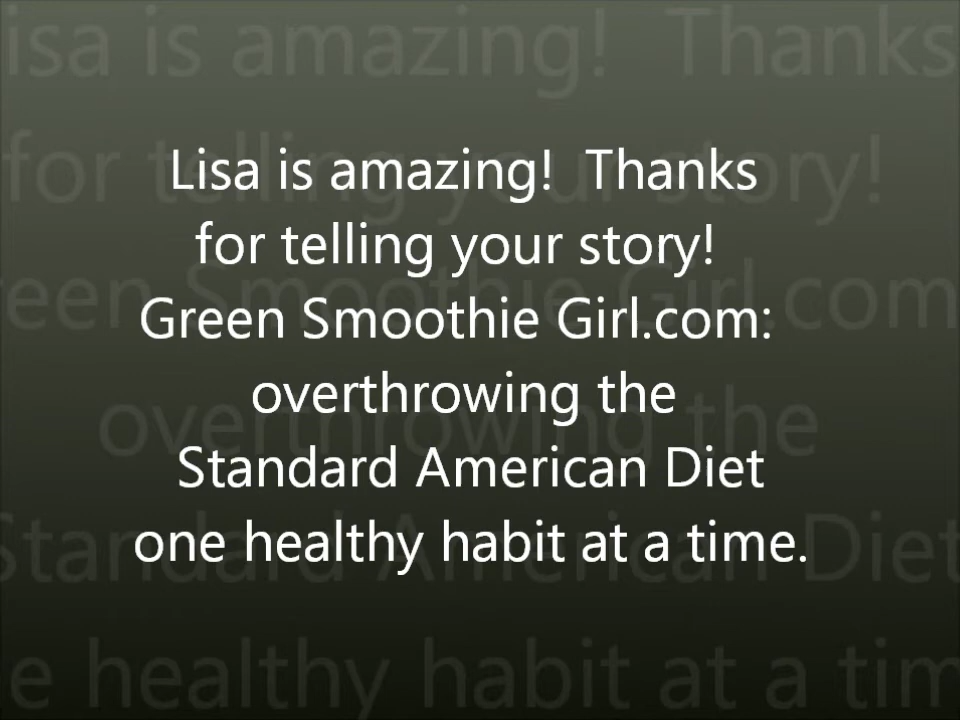 Lisa is amazing!  Thanks
for telling your story!
Green Smoothie Girl.com:
overthrowing the
Standard American Diet
one healthy habit at a time.